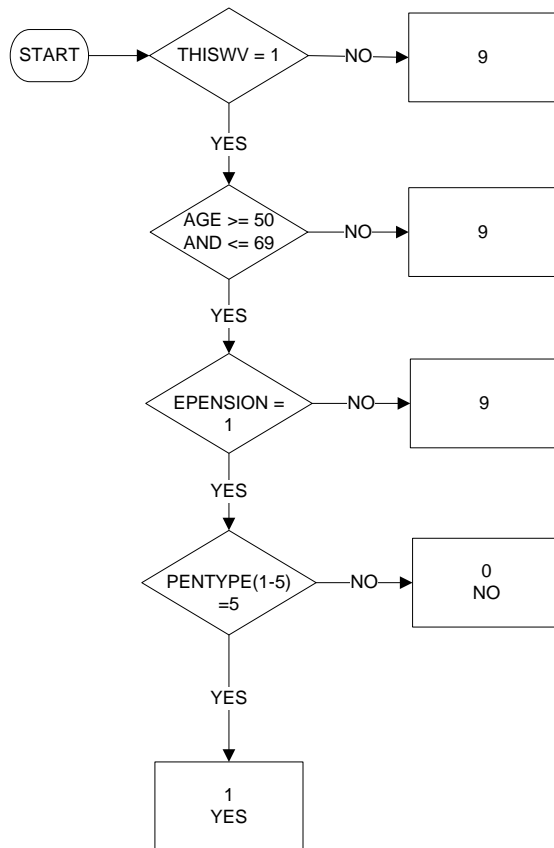 START
THISWV = 1
NO
9
YES
AGE >= 50
AND <= 69
NO
9
YES
EPENSION =
1
NO
9
YES
PENTYPE(1-5)
=5
NO
0
NO
YES
1
YES